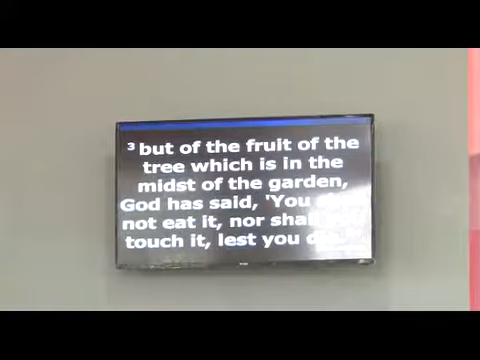 3 but of the fruit of the
tree which is in the
midst of the garden,
God has said, 'You
not eat it, nor shall
touch it, lest you